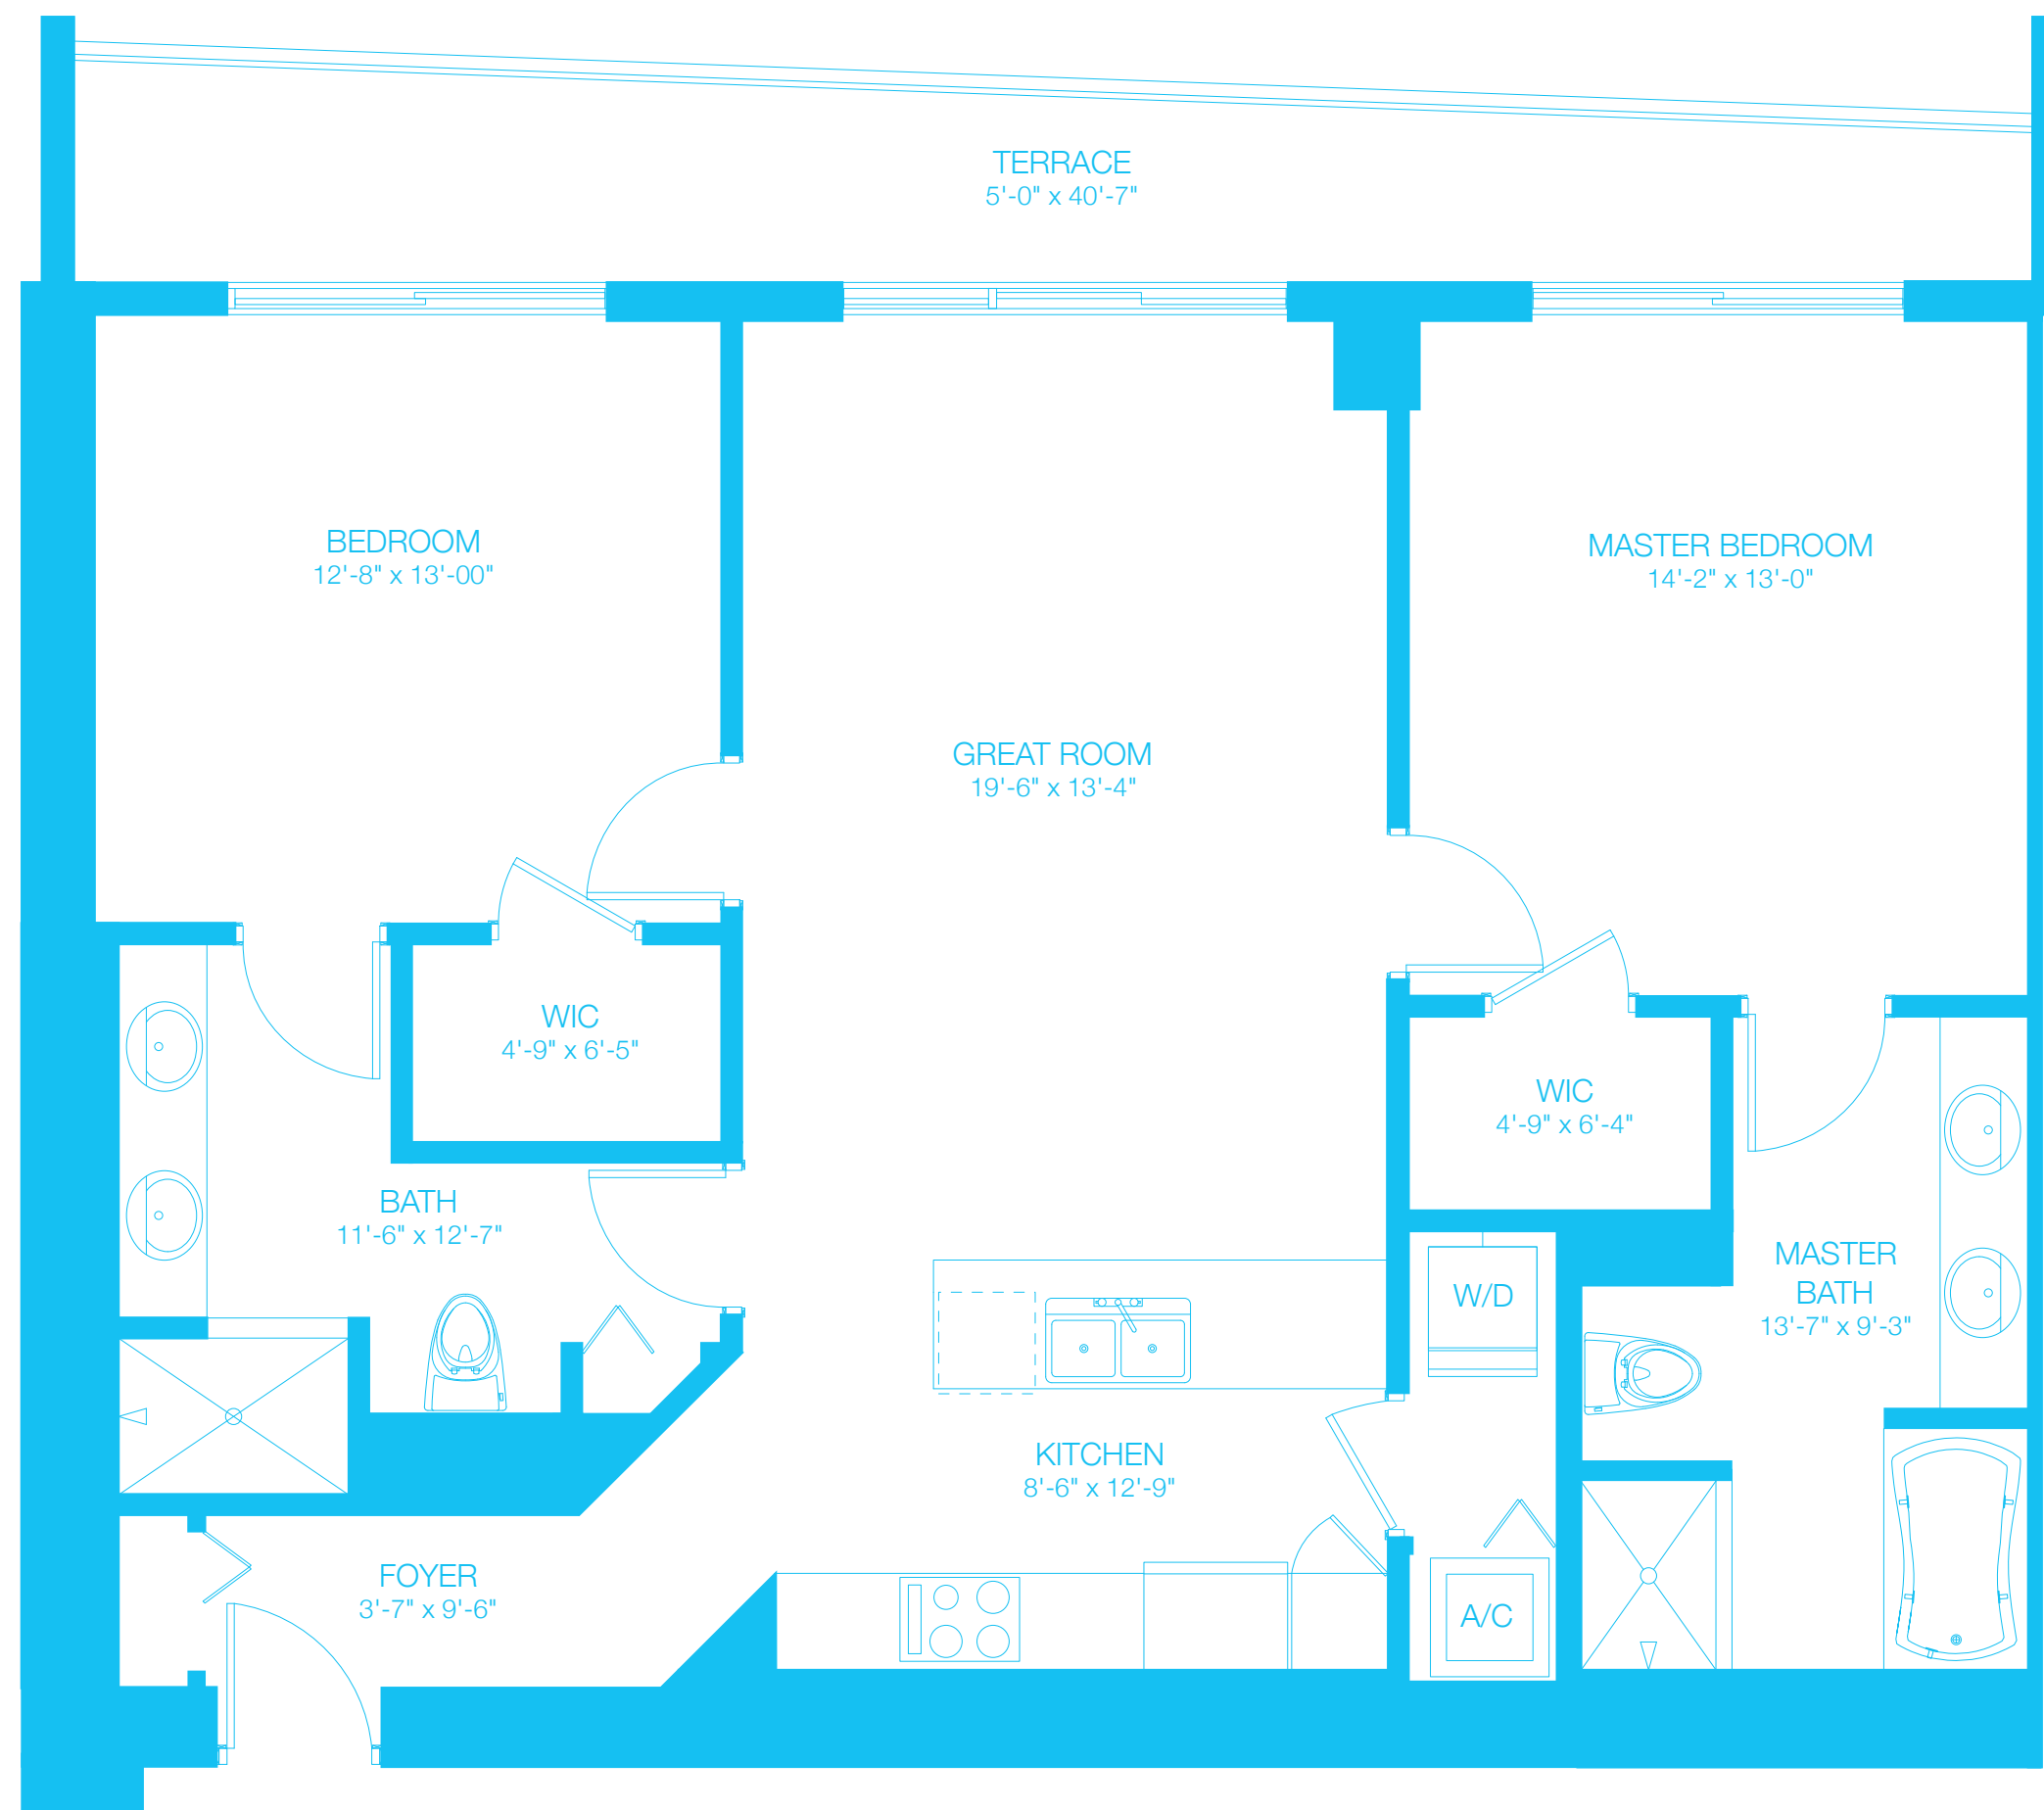 TERRACE
5'-0" x 40'-7"
BEDROOM
12'-8" x 13'-00"
MASTER BEDROOM
14'-2" x 13'-0"
GREAT ROOM
19'-6" x 13'-4"
WIC
4'-9" x 6'-5"
WIC
4'-9" x 6'-4"
BATH
11'-6" x 12'-7"
W/D
MASTER
BATH
13'-7" x 9'-3"
KITCHEN
8'-6" x 12'-9"
FOYER
3'-7" x 9'-6"
A/C